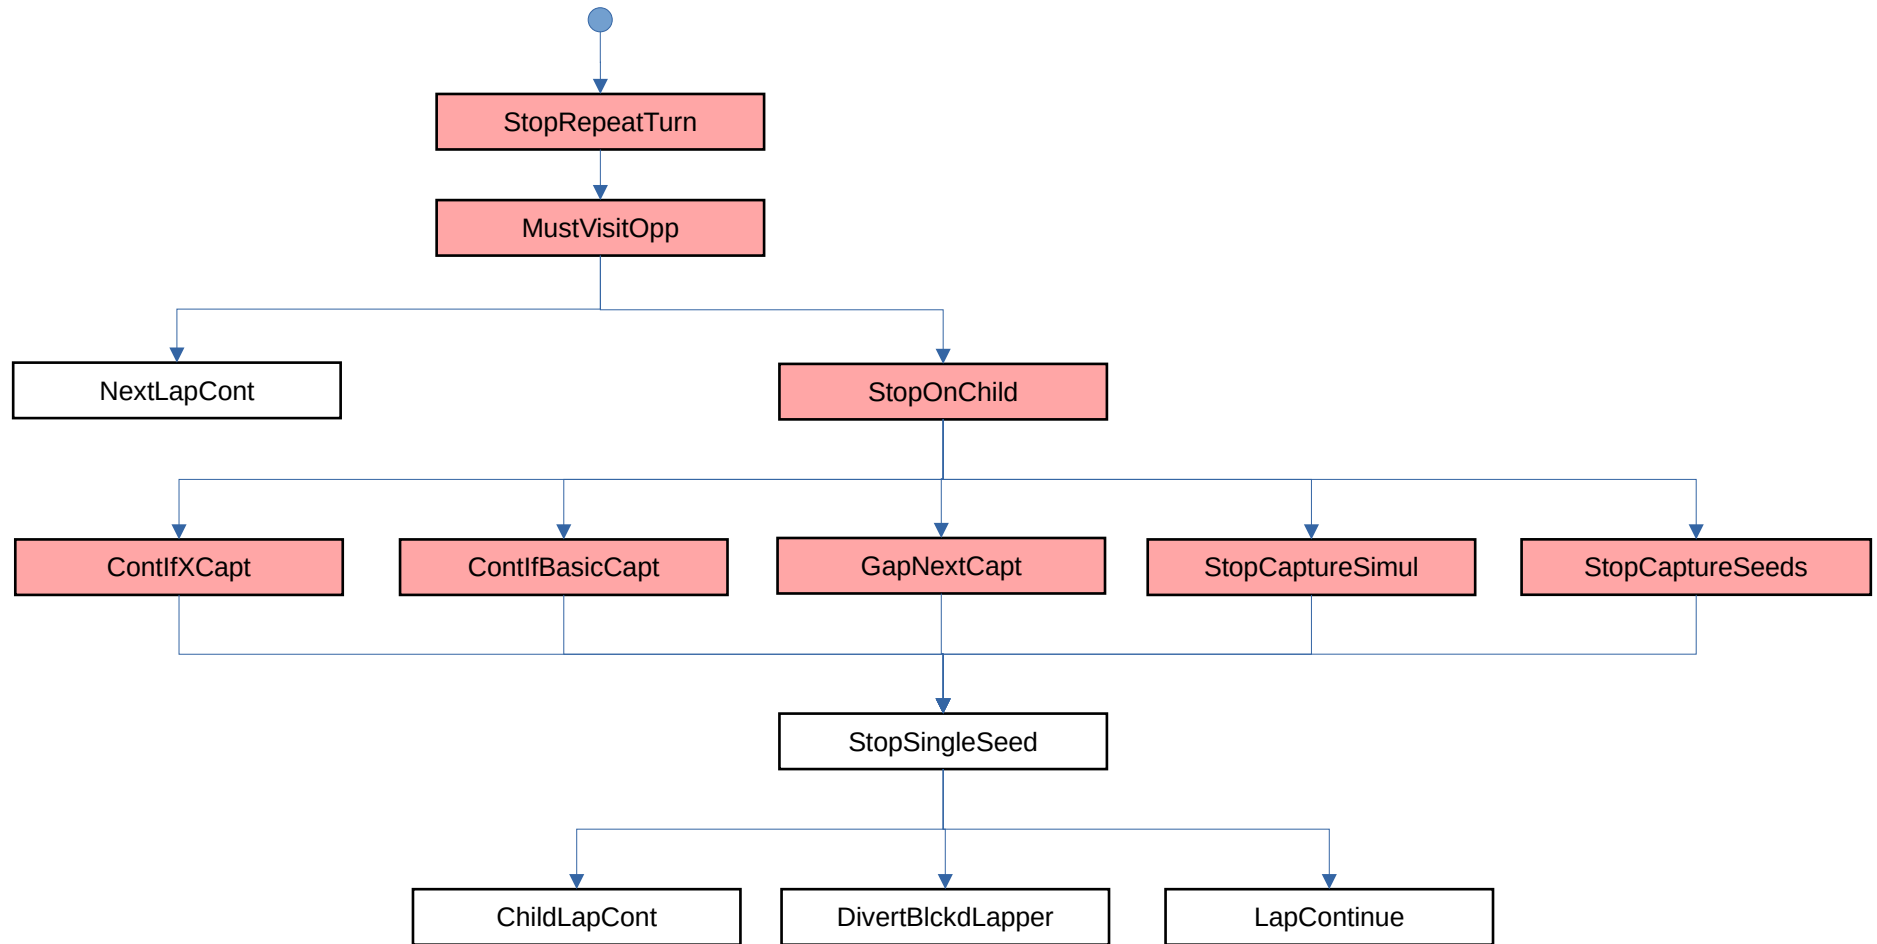 StopRepeatTurn
MustVisitOpp
NextLapCont
StopOnChild
ContIfXCapt
ContIfBasicCapt
GapNextCapt
StopCaptureSimul
StopCaptureSeeds
StopSingleSeed
ChildLapCont
DivertBlckdLapper
LapContinue